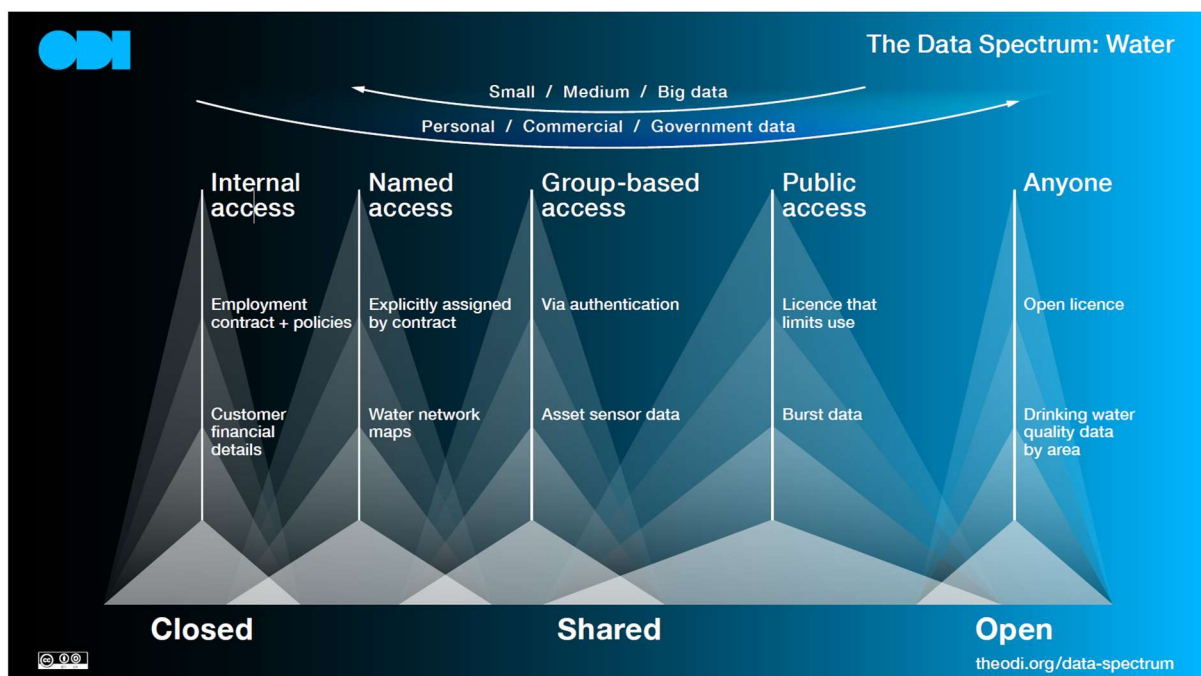 ODI
The Data Spectrum: Water
Small / Medium / Big data
Personal / Commercial / Government data
Internal
access
Named
access
Group-based
access
Public
access
Anyone
Employment
contract + policies
Explicitly assigned
by contract
Via authentication
Licence that
limits use
Open licence
Customer
financial
details
Water network
maps
Asset sensor data
Burst data
Drinking water
quality data
by area
Closed
Shared
Open
cc
theodi.org/data-spectrum